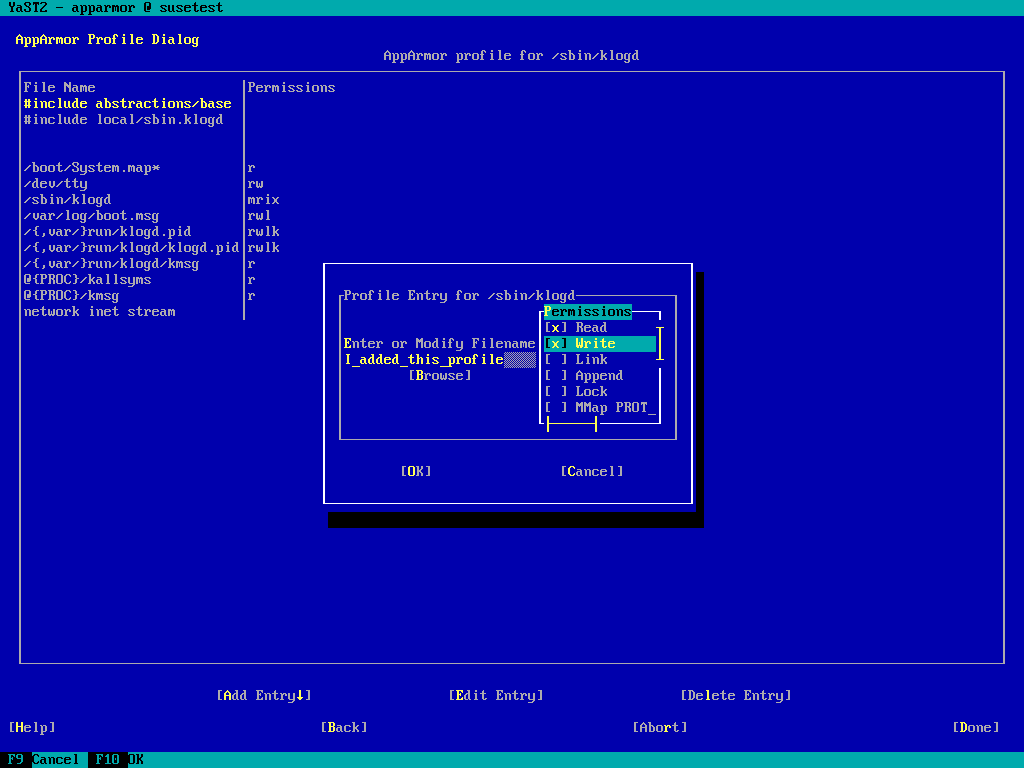 YaST2 - apparmor @ susetest
AppArmor Profile Dialog
AppArmor profile for /sbin/klogd
File Name Permissions
#include abstractions/base
#include local/sbin.klogd
/boot/System.map* r
/dev/tty rw
/sbin/klogd mrix
/var/log/boot.msg rwl
/{,var/}run/klogd.pid rwlk
/{,var/}run/klogd/klogd.pid rwlk
/{,var/}run/klogd/kmsg r
@{PROC}/kallsyms r
@{PROC}/kmsg r
network inet stream
Profile Entry for /sbin/klogd
Permissions
[x] Read
Enter or Modify Filename [x] Write
I_added_this_profile [ ] Link
[Browse] [ ] Append
[ ] Lock
[ ] MMap PROT_
[OK] [Cancel]
[Add Entry↓] [Edit Entry] [Delete Entry]
[Help] [Back] [Abort] [Done]
F9 Cancel F10 OK